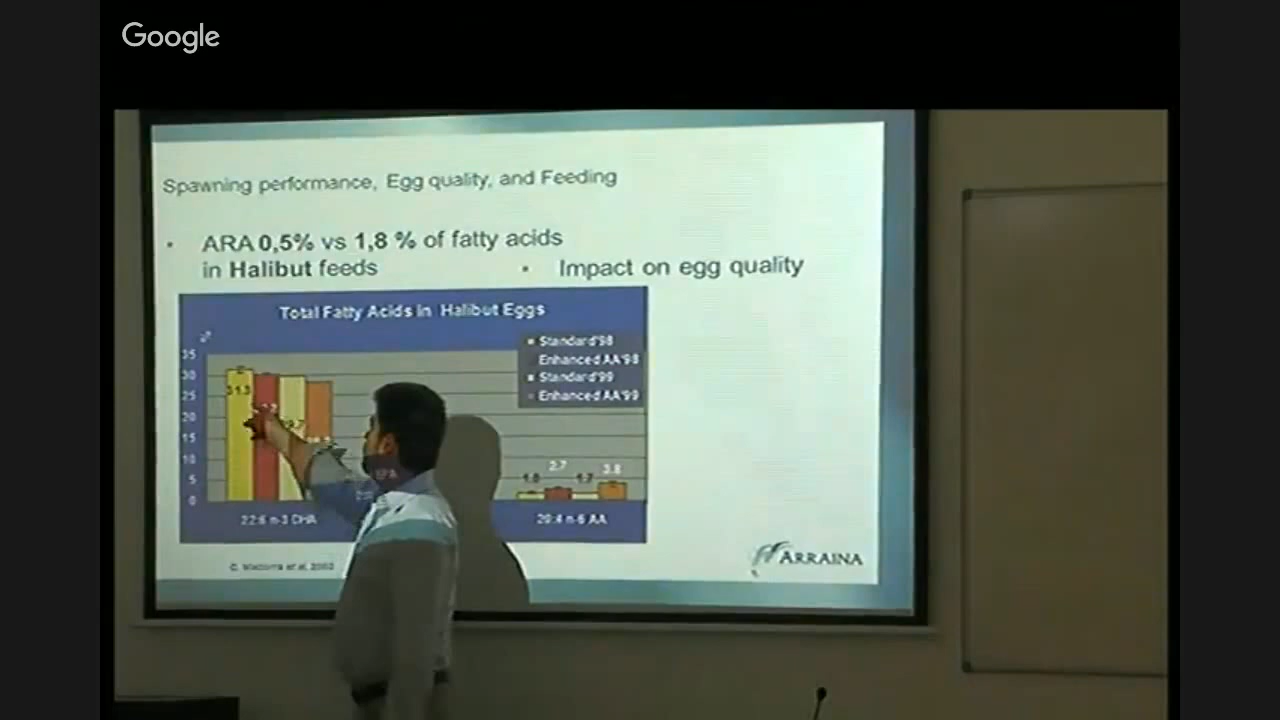 Google
Spawning performance, Egg quality, and Feeding
• ARA 0,5% vs 1,8 % of fatty acids
in Halibut feeds
• Impact on egg quality
Total Fatty Acids in Halibut Eggs
Standard'98
Enhanced AA'98
Standard'99
Enhanced AA'99
35
30
25
20
15
10
5
0
31.3
1.8
2.7
1.7
3.8
22:6 n-3 DHA
20:4 n-6 AA
ARRAINA